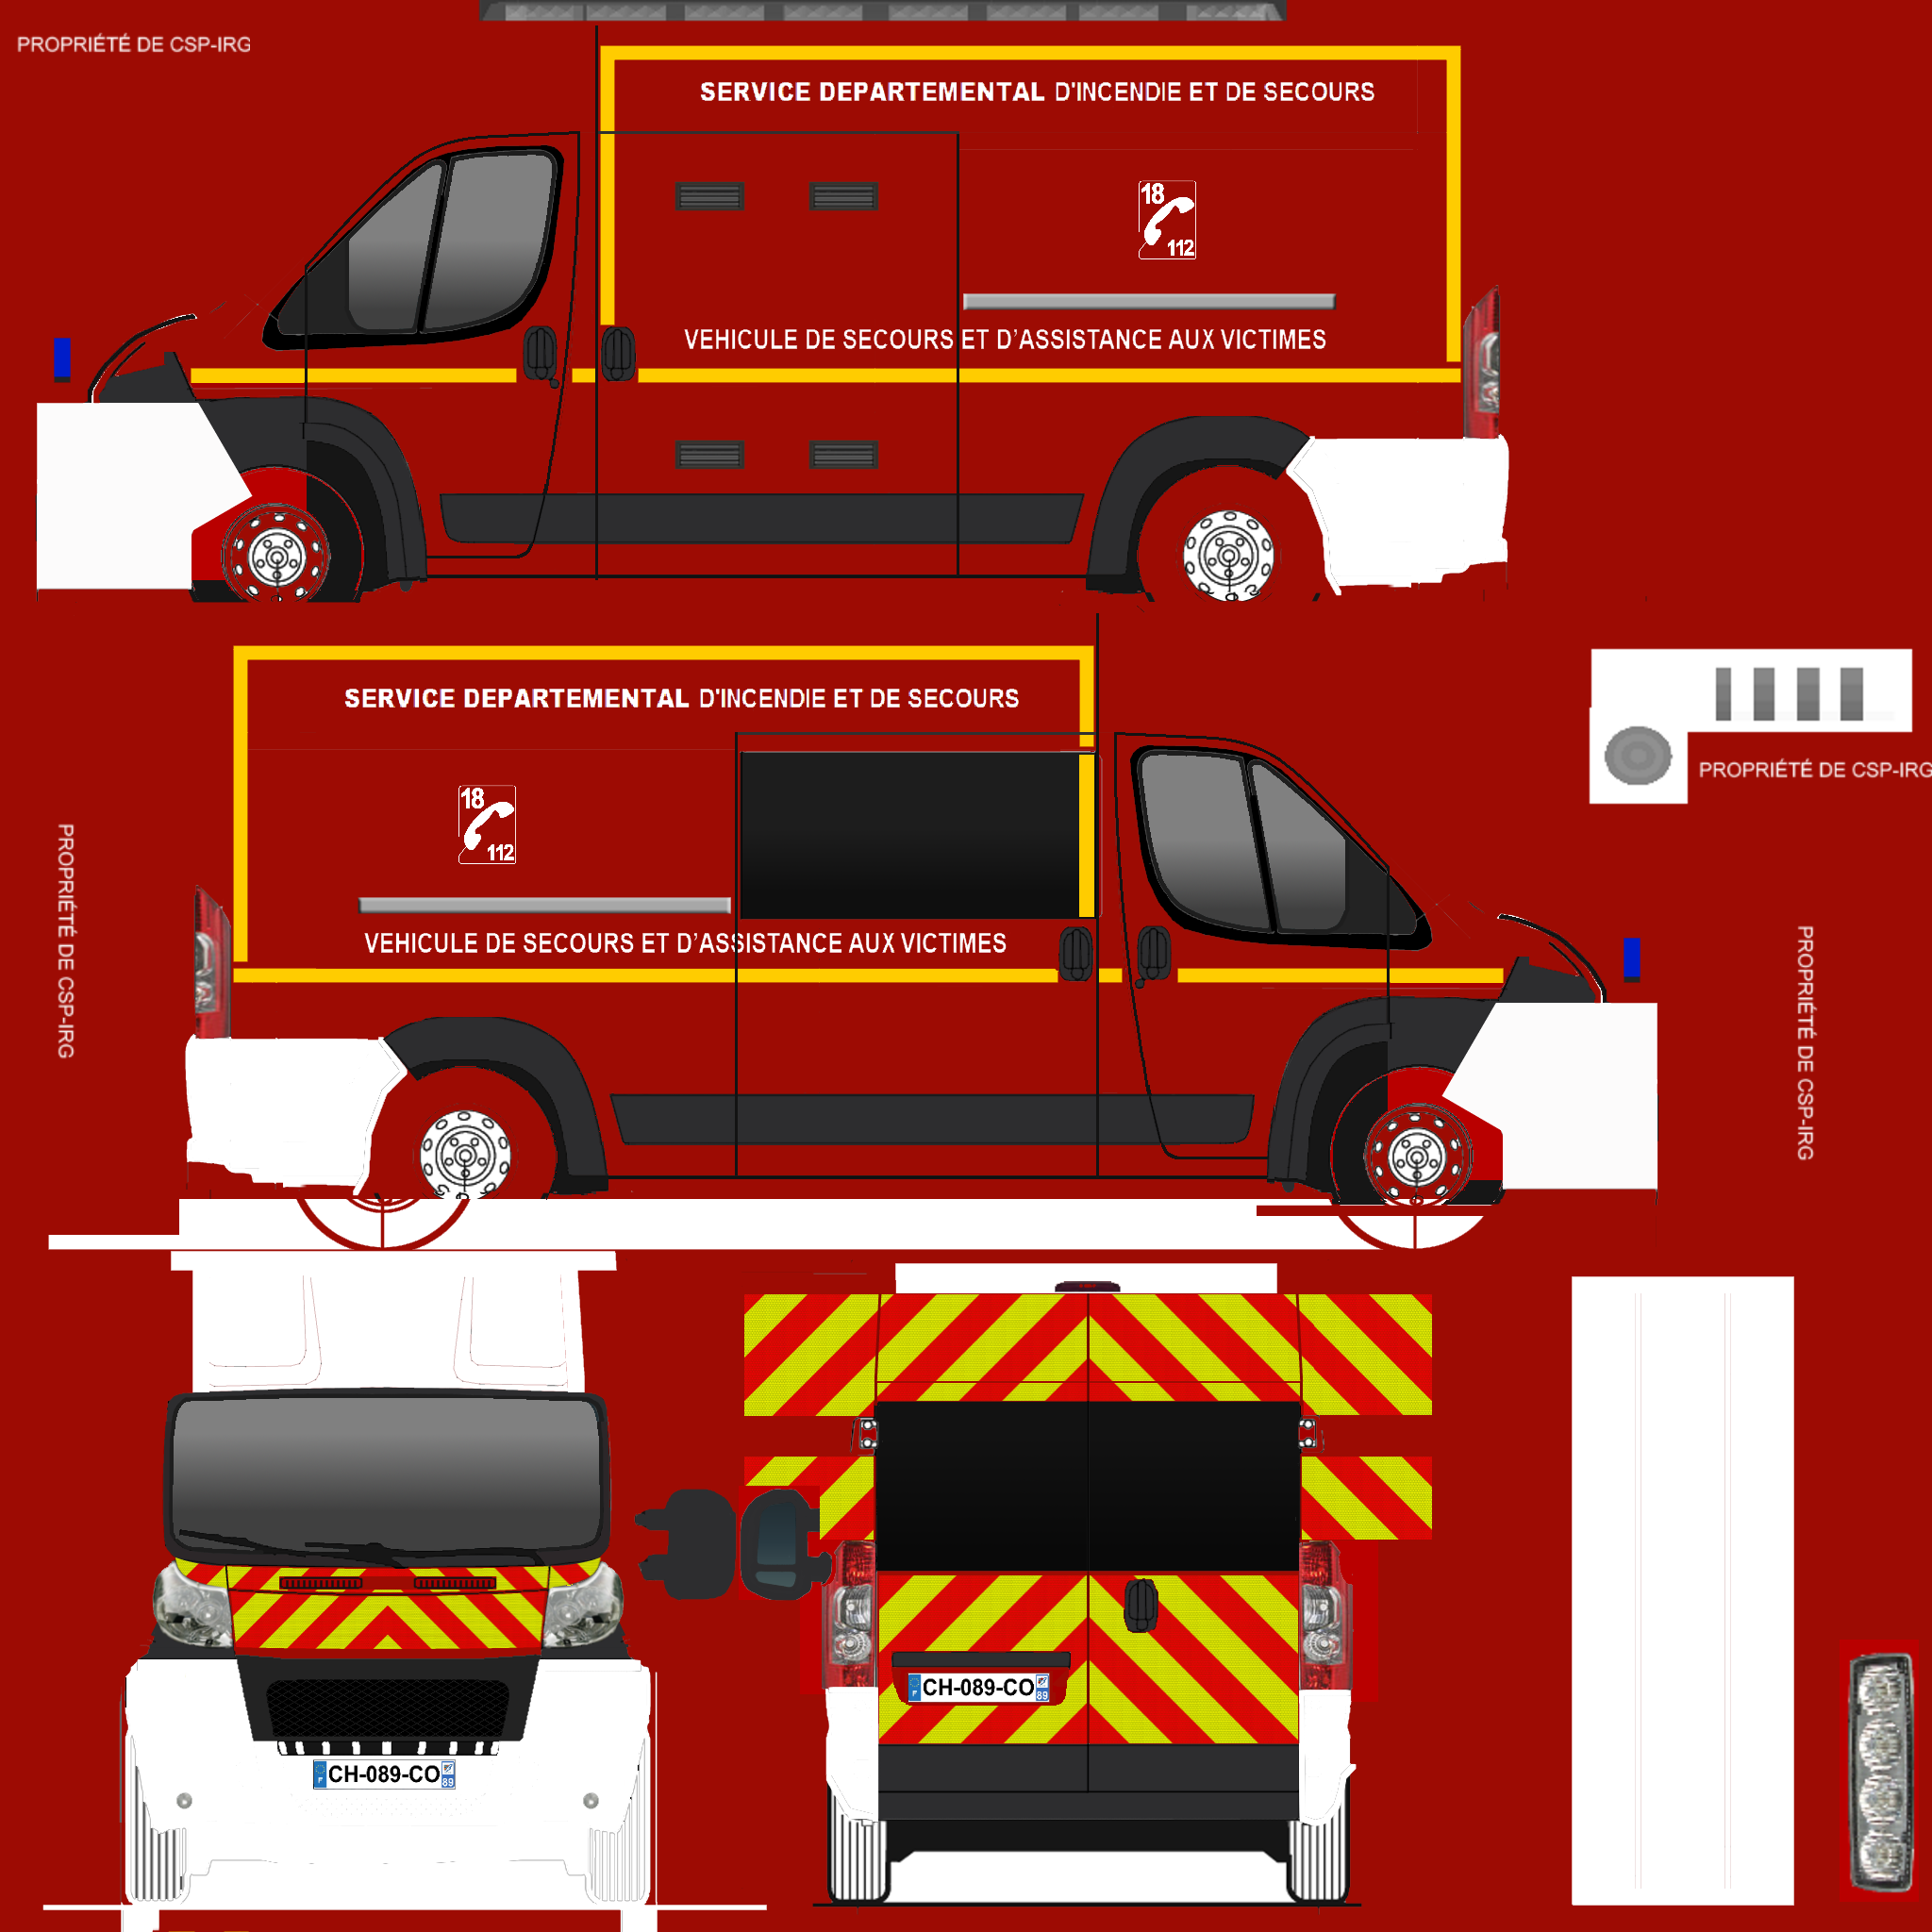 PROPRIÉTÉ DE CSP-IRG
SERVICE DEPARTEMENTAL D'INCENDIE ET DE SECOURS
18
112
VEHICULE DE SECOURS ET D'ASSISTANCE AUX VICTIMES
SERVICE DEPARTEMENTAL D'INCENDIE ET DE SECOURS
PROPRIÉTÉ DE CSP-IRG
18
112
PROPRIÉTÉ DE CSP-IRG
VEHICULE DE SECOURS ET D'ASSISTANCE AUX VICTIMES
PROPRIÉTÉ DE CSP-IRG
F CH-089-CO 89
F CH-089-CO 89